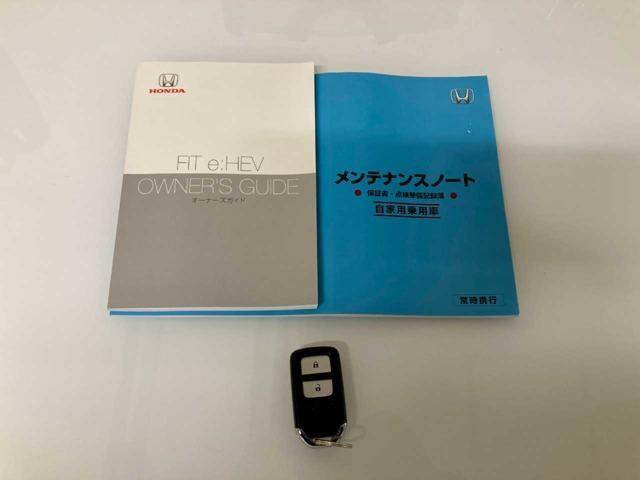 HONDA
FIT e:HEV
OWNER'S GUIDE
オーナーズガイド
メンテナンスノート
保証書・点検整備記録簿
自家用乗用車
常時携行